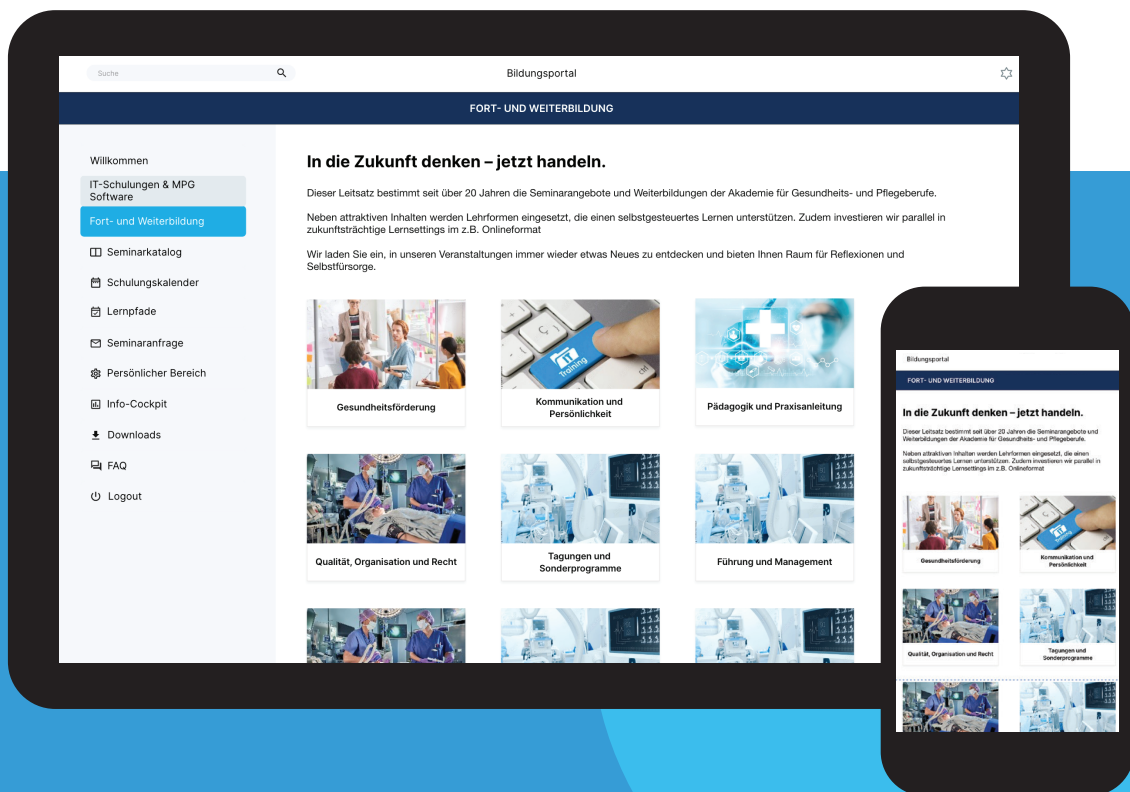 Suche
Bildungsportal
FORT- UND WEITERBILDUNG
Willkommen
IT-Schulungen & MPG
Software
Fort- und Weiterbildung
Seminarkatalog
Schulungskalender
Lernpfade
Seminaranfrage
Persönlicher Bereich
Info-Cockpit
Downloads
FAQ
Logout
In die Zukunft denken – jetzt handeln.
Dieser Leitsatz bestimmt seit über 20 Jahren die Seminarangebote und Weiterbildungen der Akademie für Gesundheits- und Pflegeberufe.
Neben attraktiven Inhalten werden Lehrformen eingesetzt, die einen selbstgesteuertes Lernen unterstützen. Zudem investieren wir parallel in
zukunftsträchtige Lernsettings im z.B. Onlineformat
Wir laden Sie ein, in unseren Veranstaltungen immer wieder etwas Neues zu entdecken und bieten Ihnen Raum für Reflexionen und
Selbstfürsorge.
IT
Training
ctrl
Gesundheitsförderung
Kommunikation und
Persönlichkeit
Pädagogik und Praxisanleitung
Qualität, Organisation und Recht
Tagungen und
Sonderprogramme
Führung und Management
Bildungsportal
FORT- UND WEITERBILDUNG
In die Zukunft denken – jetzt handeln.
Dieser Leitsatz bestimmt seit über 20 Jahren die Seminarangebote und
Weiterbildungen der Akademie für Gesundheits- und Pflegeberufe.
Neben attraktiven Inhalten werden Lehrformen eingesetzt, die einen
selbstgesteuertes Lernen unterstützen. Zudem investieren wir parallel in
zukunftsträchtige Lernsettings im z.B. Onlineformat
IT
Training
Gesundheitsförderung
Kommunikation und
Persönlichkeit
Qualität, Organisation und Recht
Tagungen und
Sonderprogramme